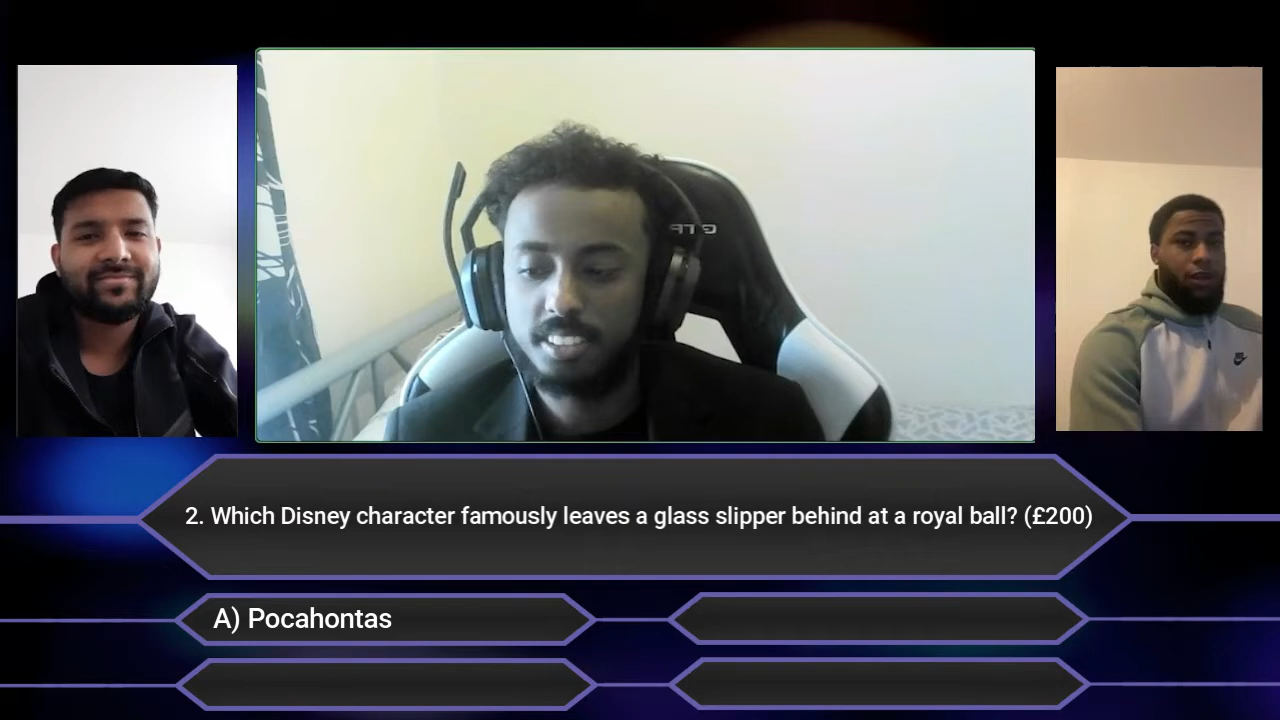 2. Which Disney character famously leaves a glass slipper behind at a royal ball? (£200)
A) Pocahontas